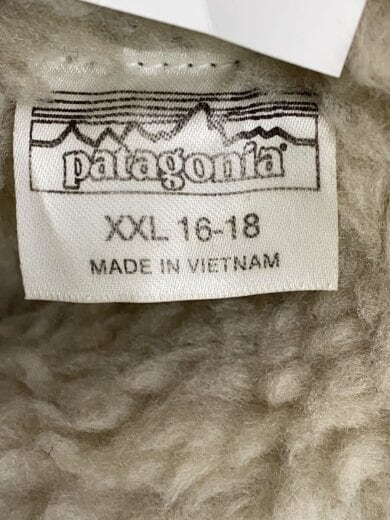 patagonia®
XXL 16-18
MADE IN VIETNAM